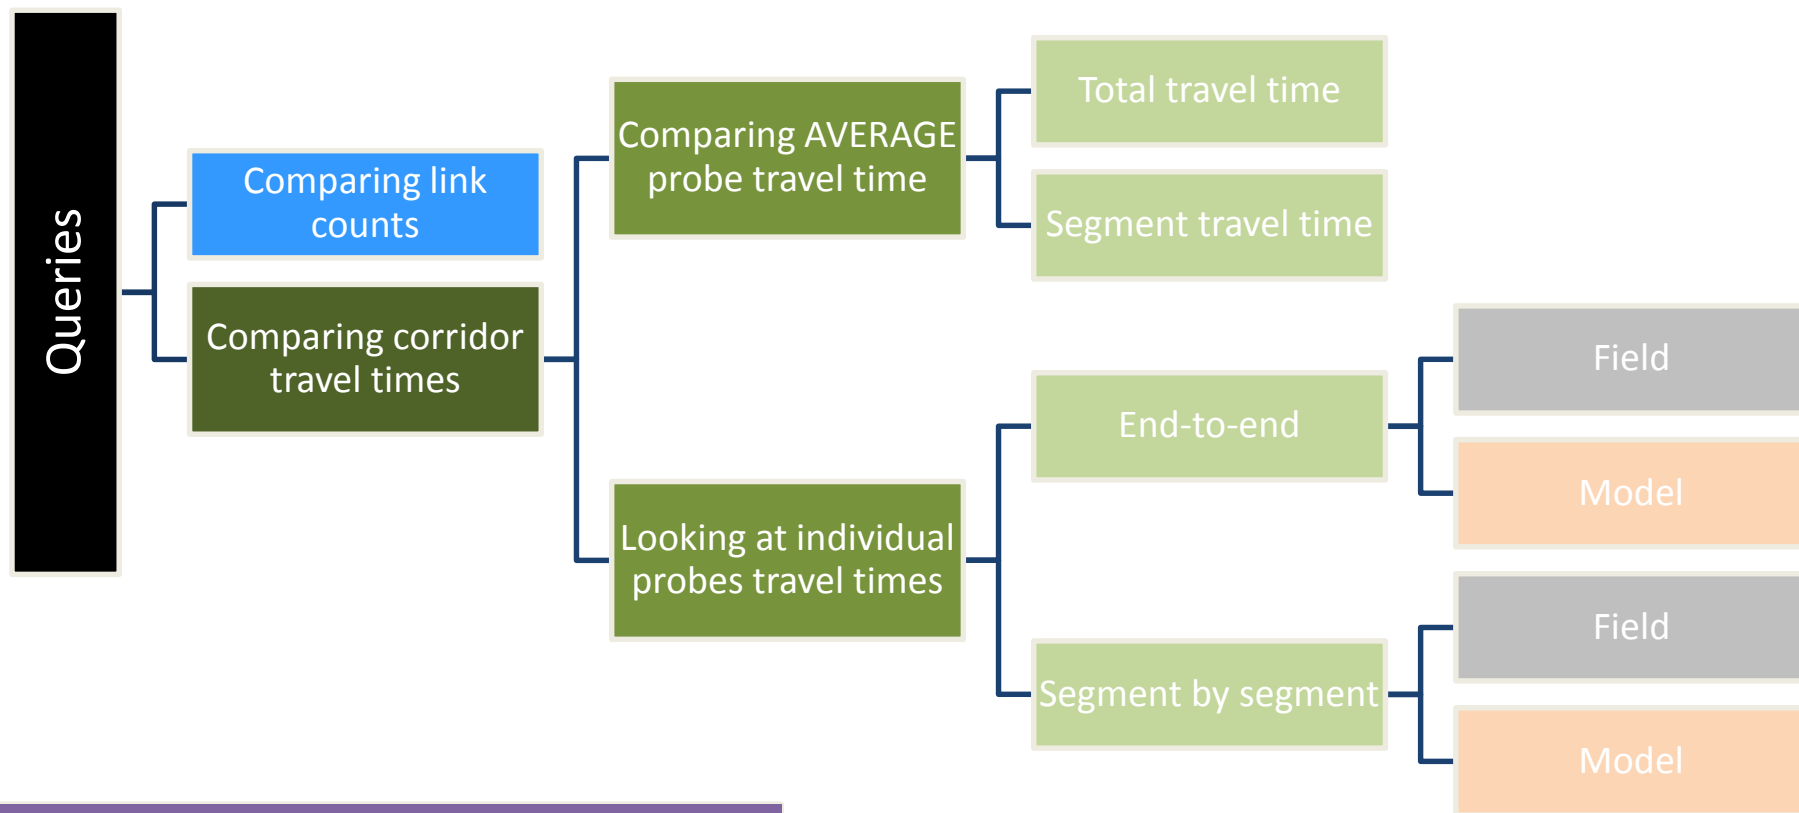 Queries
Comparing link
counts
Comparing corridor
travel times
Comparing AVERAGE
probe travel time
Total travel time
Segment travel time
Looking at individual
probes travel times
End-to-end
Field
Model
Segment by segment
Field
Model